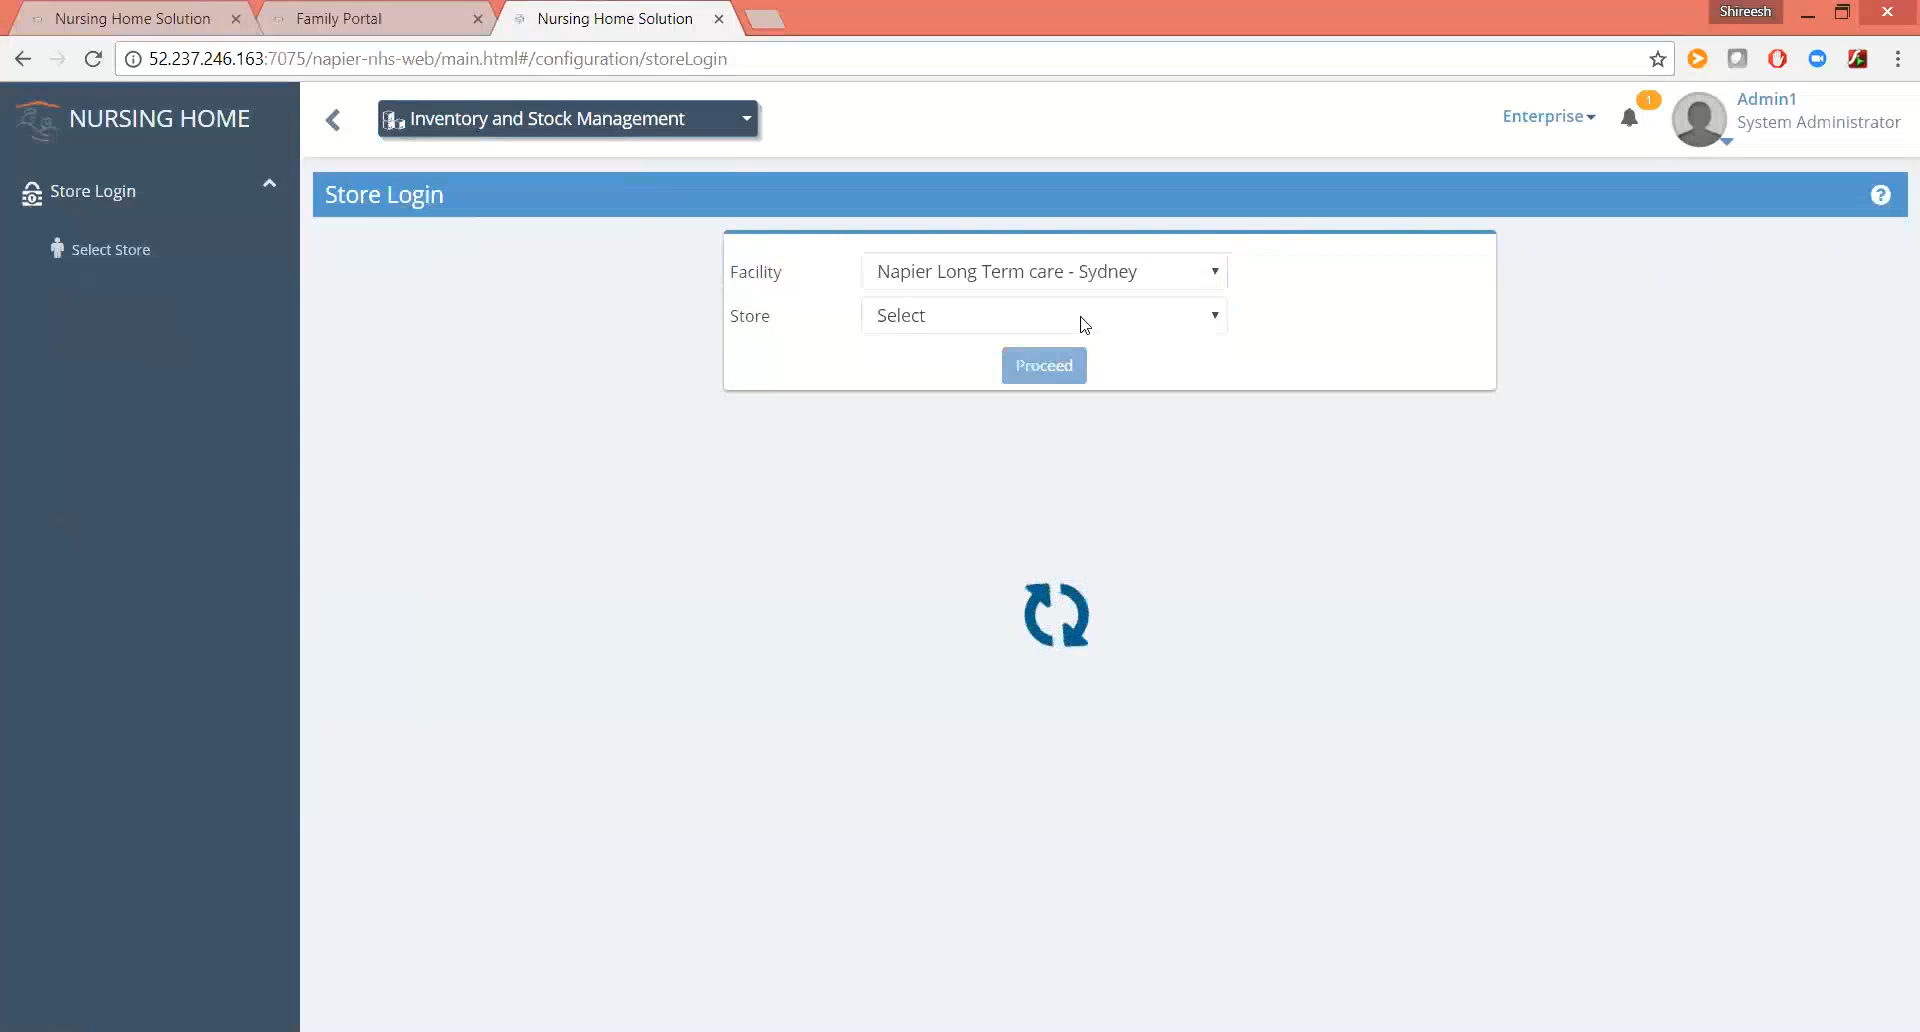 Nursing Home Solution
Family Portal
Nursing Home Solution
Shireesh
52.237.246.163:7075/napier-nhs-web/main.html#/configuration/storeLogin
NURSING HOME
Inventory and Stock Management
Enterprise
1
Admin1
System Administrator
Store Login
Select Store
Store Login
?
Facility
Napier Long Term care - Sydney
Store
Select
Proceed